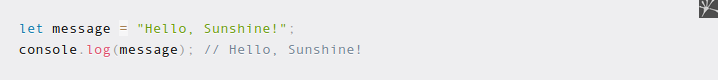 let message = "Hello, Sunshine!";
console.log(message); // Hello, Sunshine!